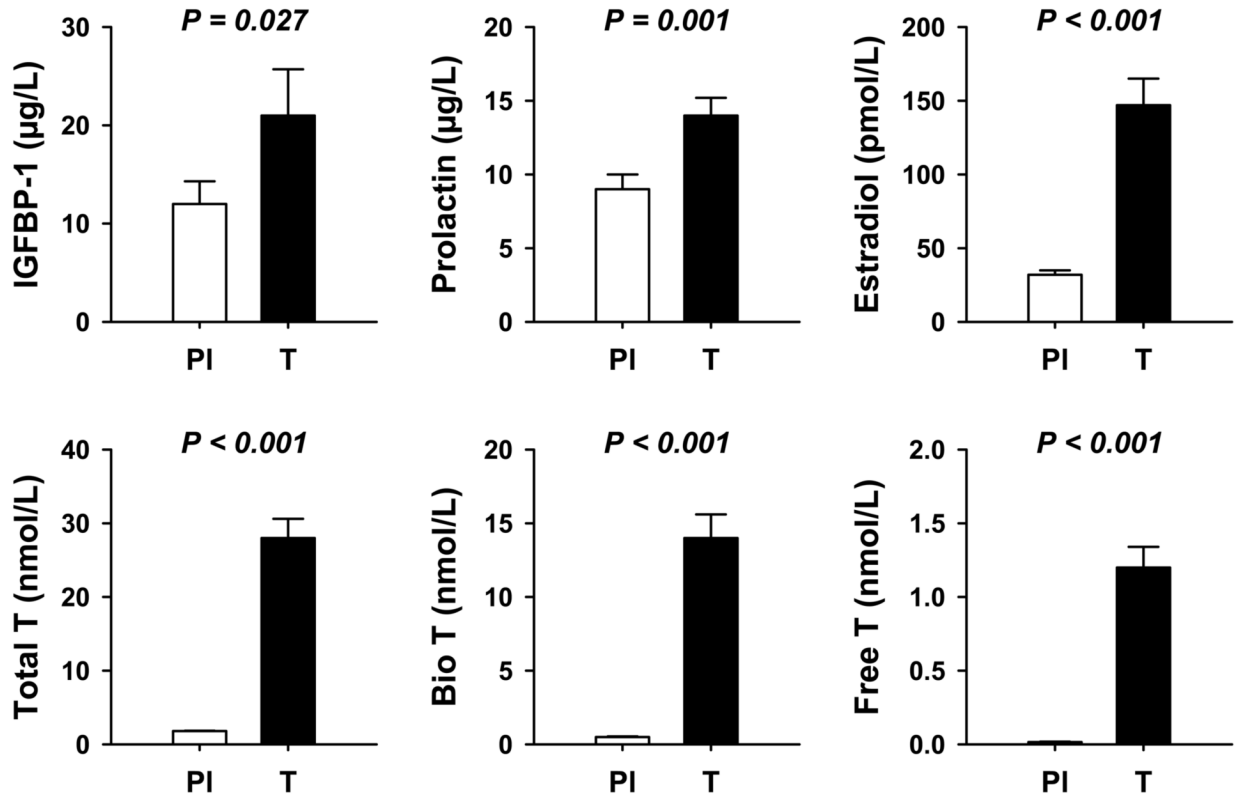 P = 0.027
IGFBP-1 (µg/L)
30
20
10
0
Pl T
P = 0.001
Prolactin (µg/L)
20
15
10
5
0
Pl T
P < 0.001
Estradiol (pmol/L)
200
150
100
50
0
Pl T
P < 0.001
Total T (nmol/L)
40
30
20
10
0
Pl T
P < 0.001
Bio T (nmol/L)
20
15
10
5
0
Pl T
P < 0.001
Free T (nmol/L)
2.0
1.5
1.0
0.5
0.0
Pl T